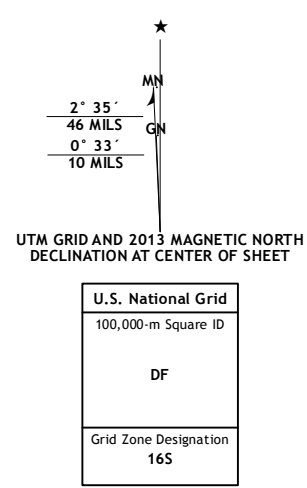 ★
MN
2° 35´
46 MILS
GN
0° 33´
10 MILS
UTM GRID AND 2013 MAGNETIC NORTH
DECLINATION AT CENTER OF SHEET
U.S. National Grid
100,000-m Square ID
DF
Grid Zone Designation
16S